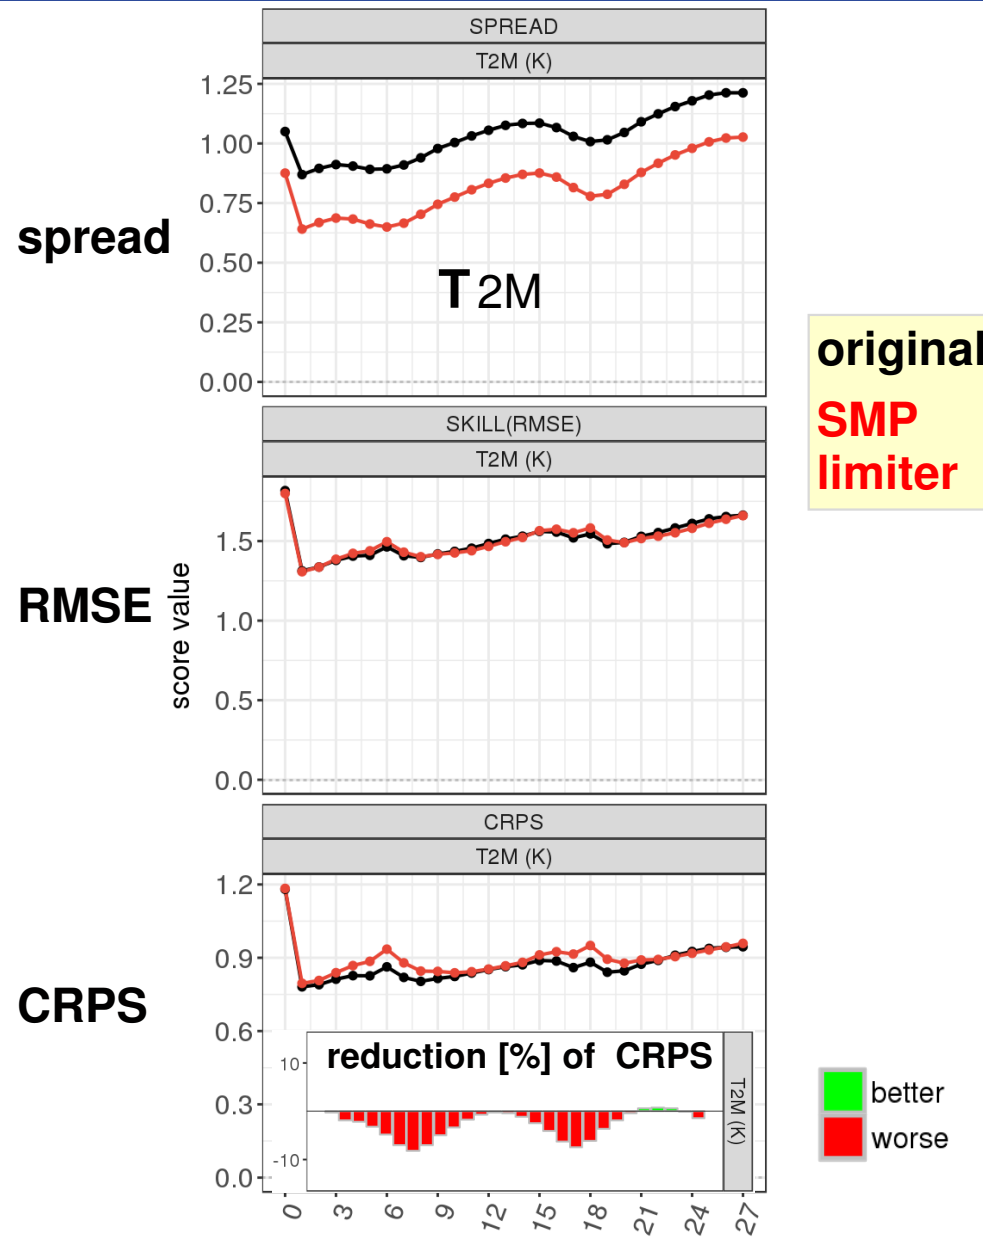 SPREAD
T2M (K)
1.25
1.00
0.75
0.50
0.25
0.00
spread
T 2M
original
SMP
limiter
SKILL(RMSE)
T2M (K)
1.5
1.0
0.5
0.0
RMSE
score value
CRPS
T2M (K)
1.2
0.9
0.6
0.3
0.0
CRPS
reduction [%] of CRPS
10
-10
T2M (K)
better
worse
0 3 6 9 12 15 18 21 24 27